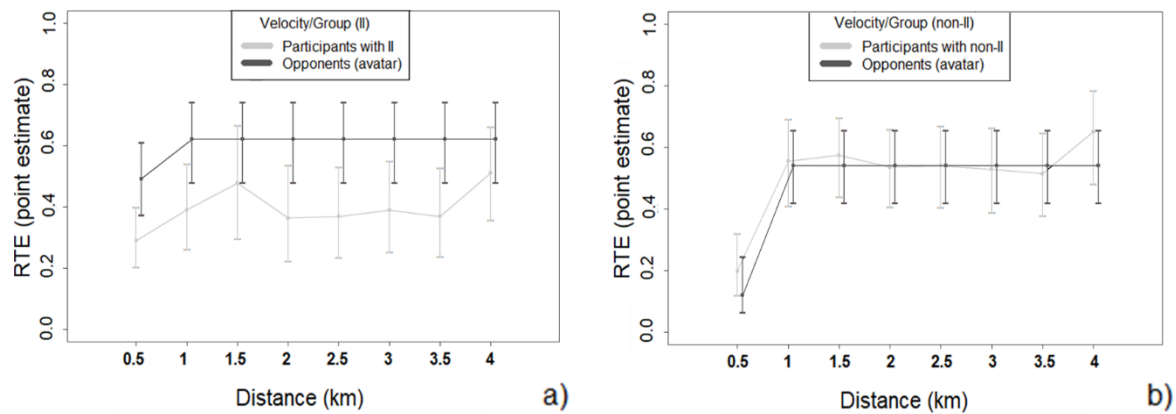 Velocity/Group (II)
Participants with II
Opponents (avatar)
RTE (point estimate)
1.0
0.8
0.6
0.4
0.2
0.0
0.5 1 1.5 2 2.5 3 3.5 4
Distance (km)
a)
Velocity/Group (non-II)
Participants with non-II
Opponents (avatar)
RTE (point estimate)
1.0
0.8
0.6
0.4
0.2
0.0
0.5 1 1.5 2 2.5 3 3.5 4
Distance (km)
b)